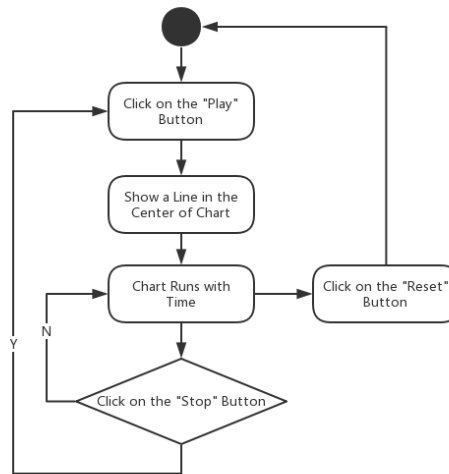 Click on the "Play"
Button
Show a Line in the
Center of Chart
Chart Runs with
Time
Click on the "Reset"
Button
N
Y
Click on the "Stop" Button